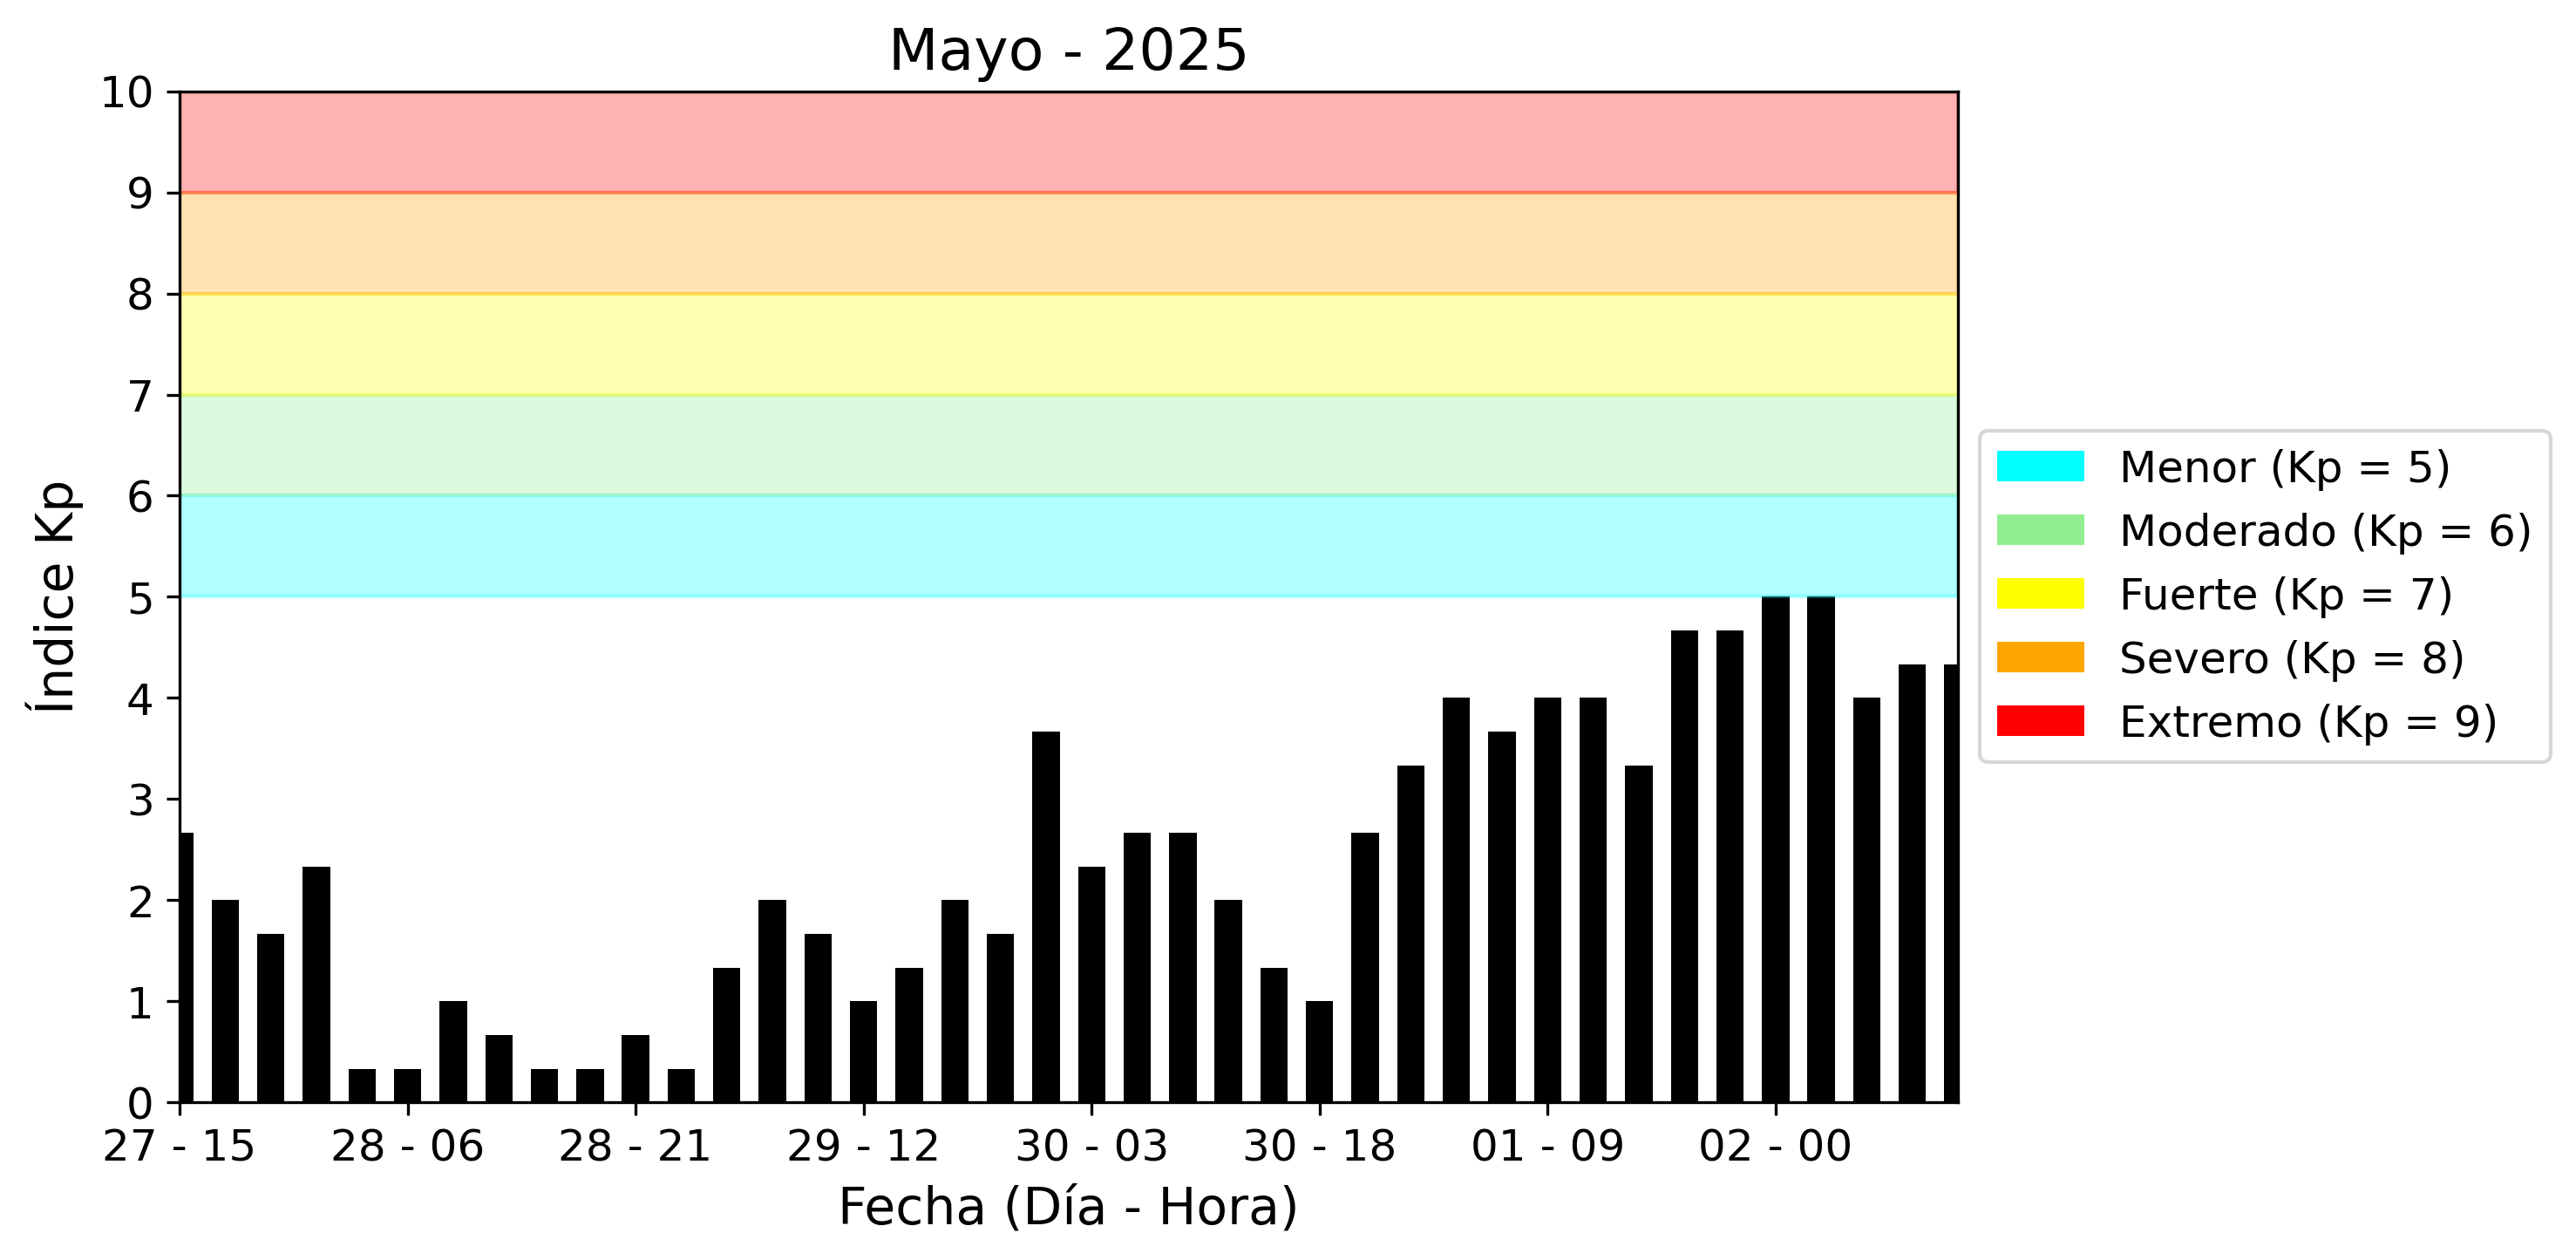 Mayo - 2025
10
9
8
7
6
5
4
3
2
1
0
Índice Kp
27 - 15 28 - 06 28 - 21 29 - 12 30 - 03 30 - 18 01 - 09 02 - 00
Fecha (Día - Hora)
Menor (Kp = 5)
Moderado (Kp = 6)
Fuerte (Kp = 7)
Severo (Kp = 8)
Extremo (Kp = 9)